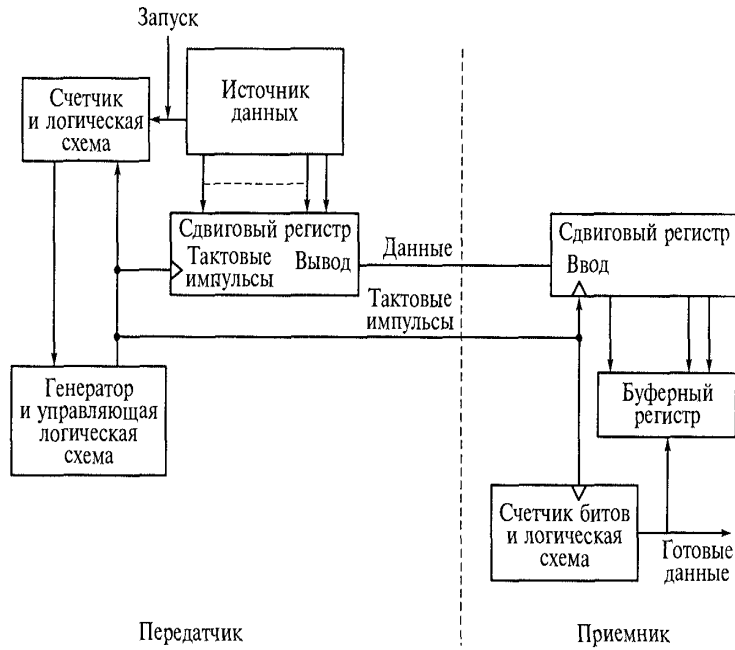 Запуск
Счетчик
и логическая
схема
Источник
данных
Сдвиговый регистр
Тактовые
импульсы
Вывод
Данные
Тактовые
импульсы
Сдвиговый регистр
Ввод
Генератор
и управляющая
логическая
схема
Буферный
регистр
Счетчик битов
и логическая
схема
Готовые
данные
Передатчик
Приемник